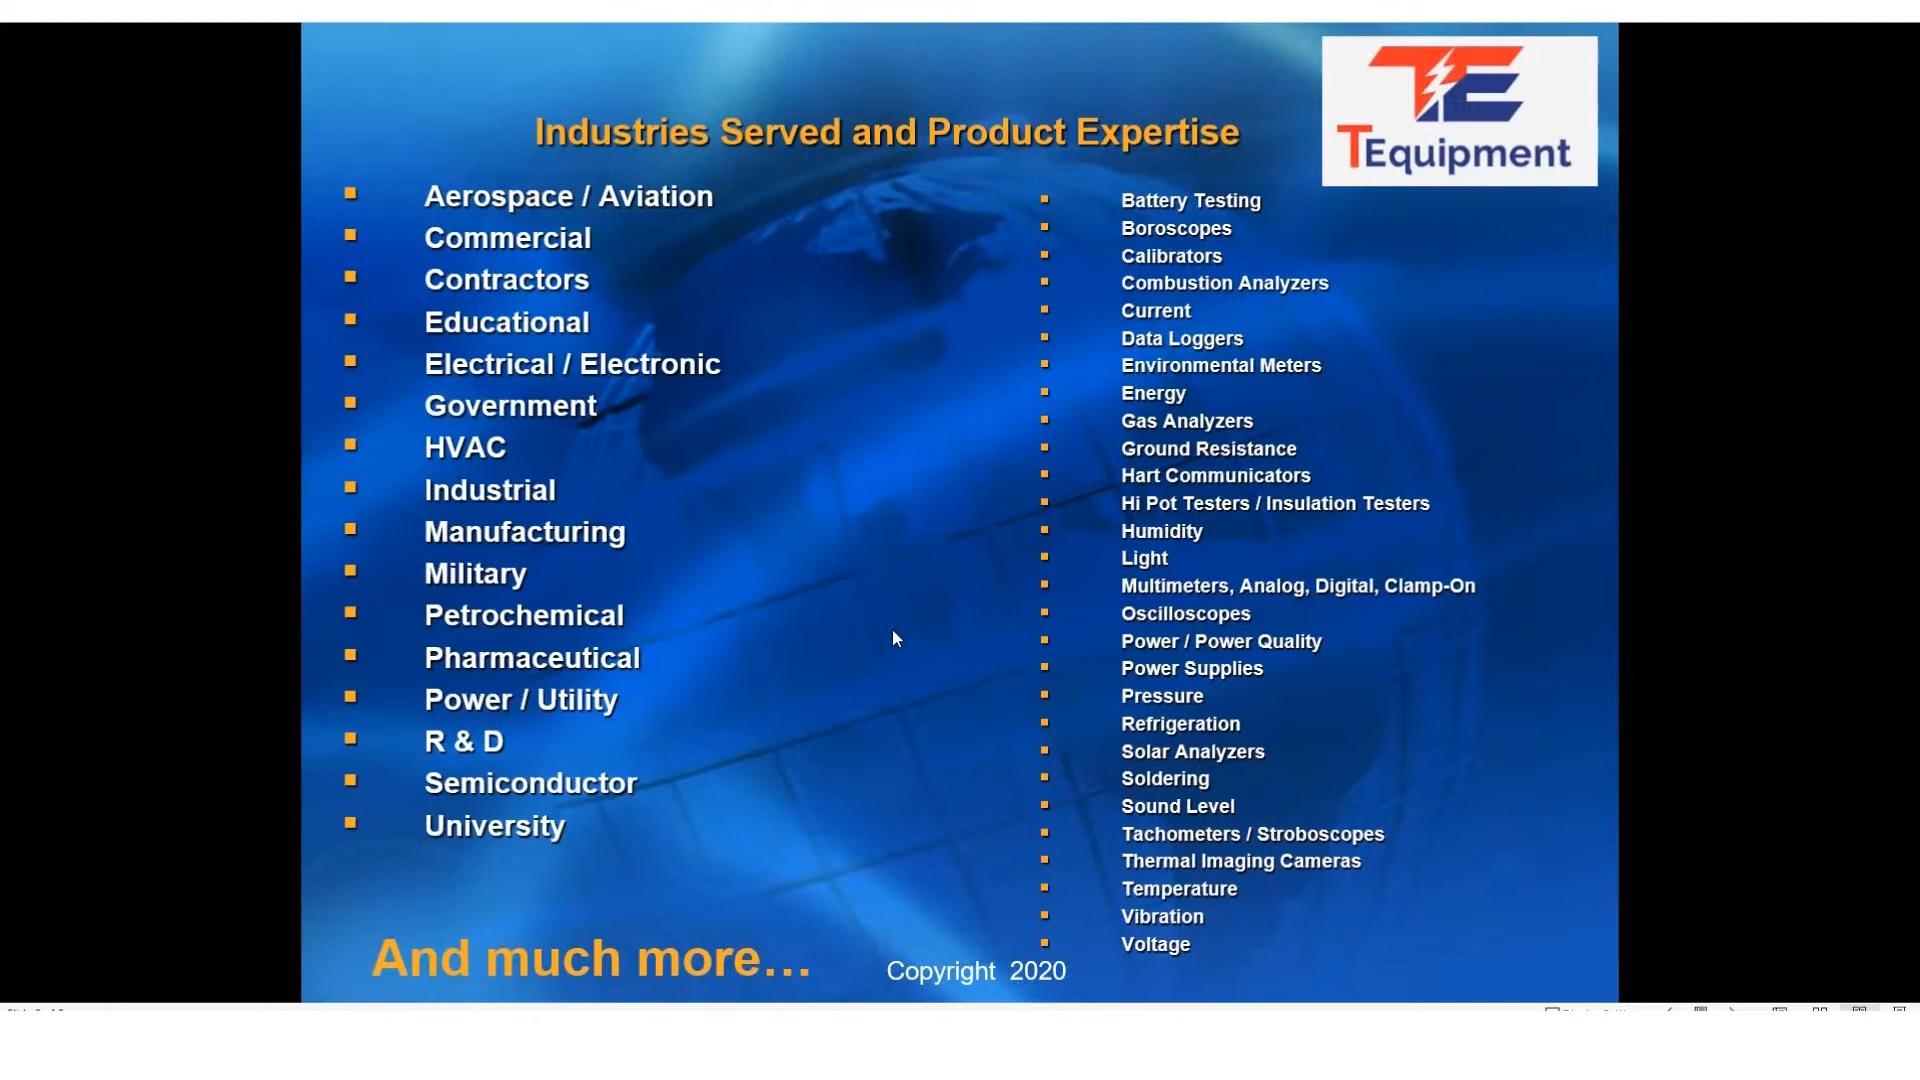 TE
TEquipment
Industries Served and Product Expertise
Aerospace / Aviation
Commercial
Contractors
Educational
Electrical / Electronic
Government
HVAC
Industrial
Manufacturing
Military
Petrochemical
Pharmaceutical
Power / Utility
R & D
Semiconductor
University
And much more…
Battery Testing
Boroscopes
Calibrators
Combustion Analyzers
Current
Data Loggers
Environmental Meters
Energy
Gas Analyzers
Ground Resistance
Hart Communicators
Hi Pot Testers / Insulation Testers
Humidity
Light
Multimeters, Analog, Digital, Clamp-On
Oscilloscopes
Power / Power Quality
Power Supplies
Pressure
Refrigeration
Solar Analyzers
Soldering
Sound Level
Tachometers / Stroboscopes
Thermal Imaging Cameras
Temperature
Vibration
Voltage
Copyright 2020